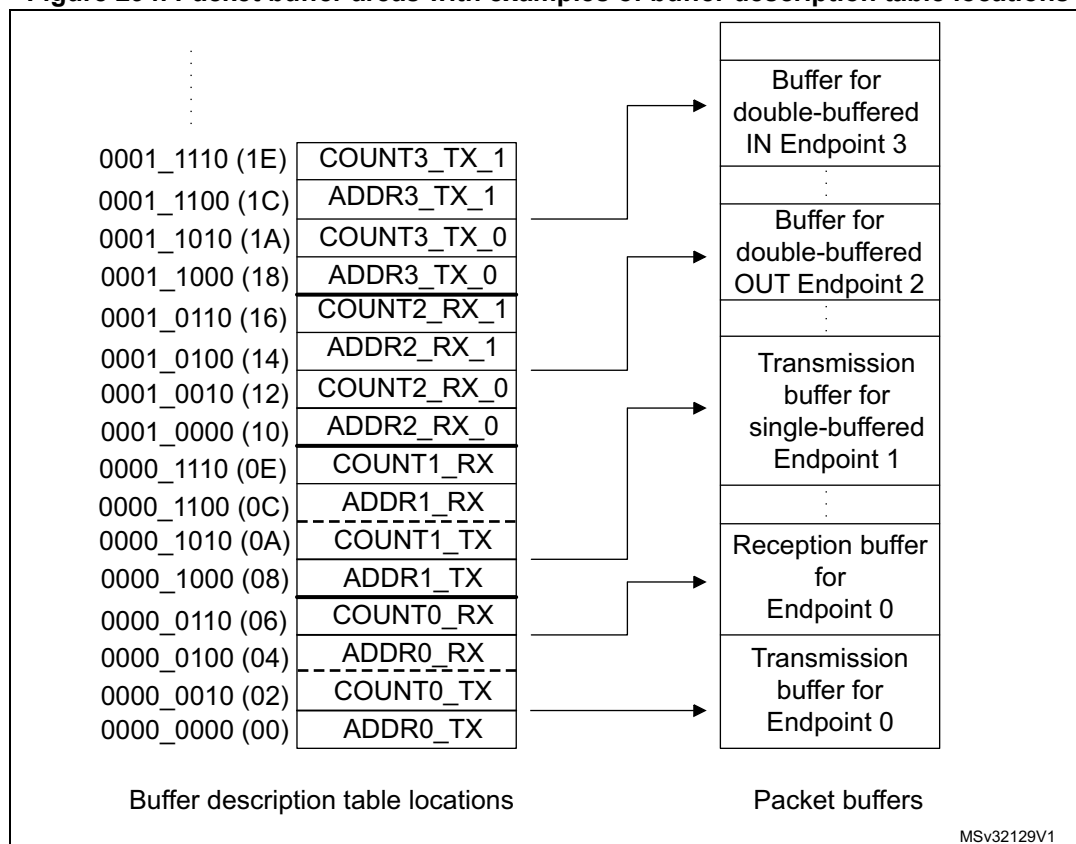 0001_1110 (1E) COUNT3_TX_1
0001_1100 (1C) ADDR3_TX_1
0001_1010 (1A) COUNT3_TX_0
0001_1000 (18) ADDR3_TX_0
0001_0110 (16) COUNT2_RX_1
0001_0100 (14) ADDR2_RX_1
0001_0010 (12) COUNT2_RX_0
0001_0000 (10) ADDR2_RX_0
0000_1110 (0E) COUNT1_RX
0000_1100 (0C) ADDR1_RX
0000_1010 (0A) COUNT1_TX
0000_1000 (08) ADDR1_TX
0000_0110 (06) COUNT0_RX
0000_0100 (04) ADDR0_RX
0000_0010 (02) COUNT0_TX
0000_0000 (00) ADDR0_TX
Buffer description table locations
Buffer for
double-buffered
IN Endpoint 3
Buffer for
double-buffered
OUT Endpoint 2
Transmission
buffer for
single-buffered
Endpoint 1
Reception buffer
for
Endpoint 0
Transmission
buffer for
Endpoint 0
Packet buffers
MSv32129V1